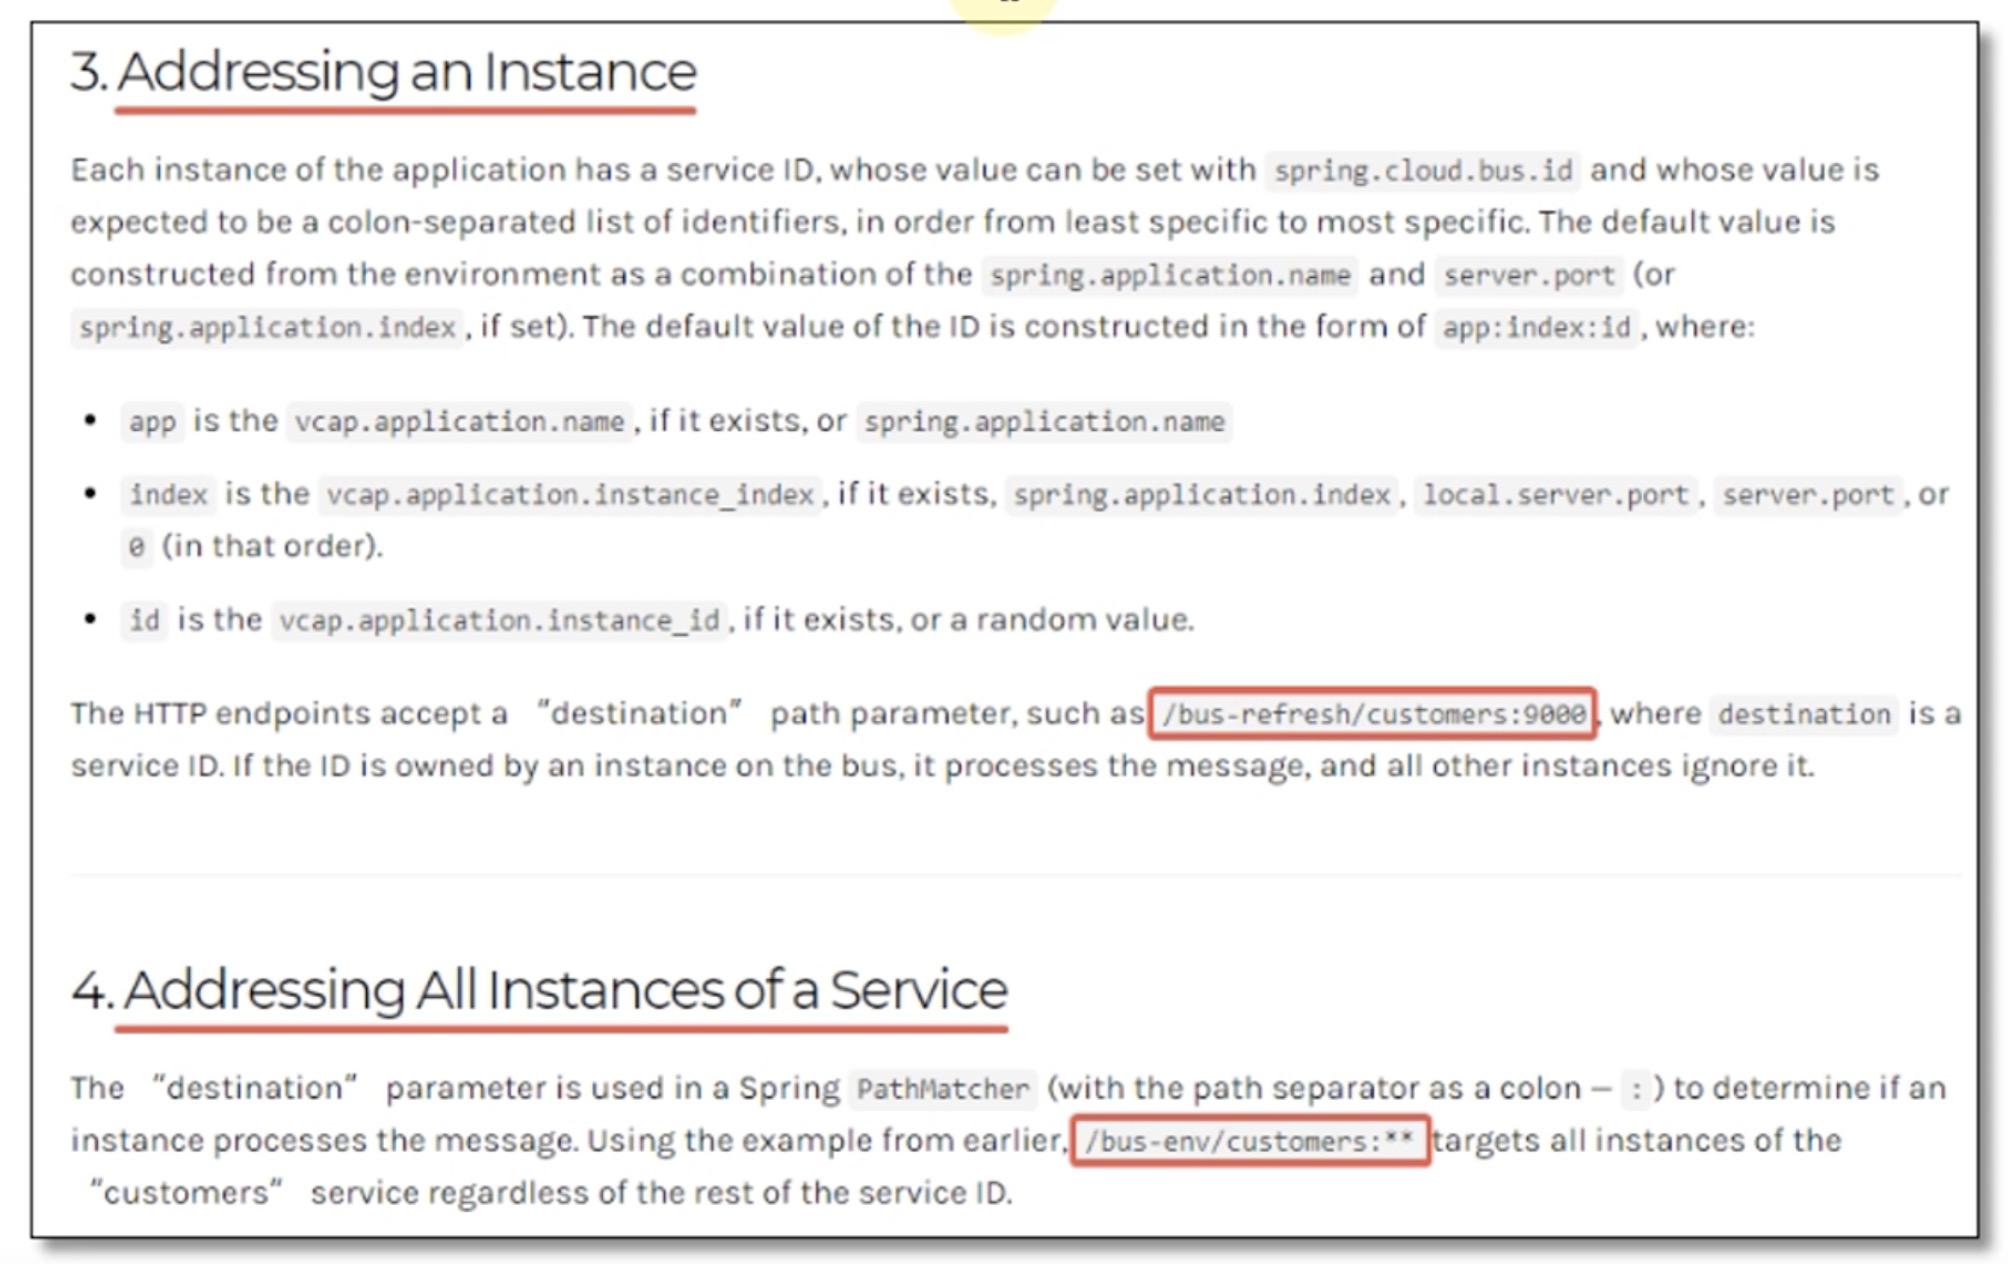 3. Addressing an Instance
Each instance of the application has a service ID, whose value can be set with spring.cloud.bus.id and whose value is
expected to be a colon-separated list of identifiers, in order from least specific to most specific. The default value is
constructed from the environment as a combination of the spring.application.name and server.port (or
spring.application.index, if set). The default value of the ID is constructed in the form of app:index:id, where:
• app is the vcap.application.name, if it exists, or spring.application.name
• index is the vcap.application.instance_index, if it exists, spring.application.index, local.server.port, server.port, or
0 (in that order).
• id is the vcap.application.instance_id, if it exists, or a random value.
The HTTP endpoints accept a “destination” path parameter, such as /bus-refresh/customers:9000, where destination is a
service ID. If the ID is owned by an instance on the bus, it processes the message, and all other instances ignore it.
4. Addressing All Instances of a Service
The “destination” parameter is used in a Spring PathMatcher (with the path separator as a colon — :) to determine if an
instance processes the message. Using the example from earlier, /bus-env/customers:** targets all instances of the
“customers” service regardless of the rest of the service ID.